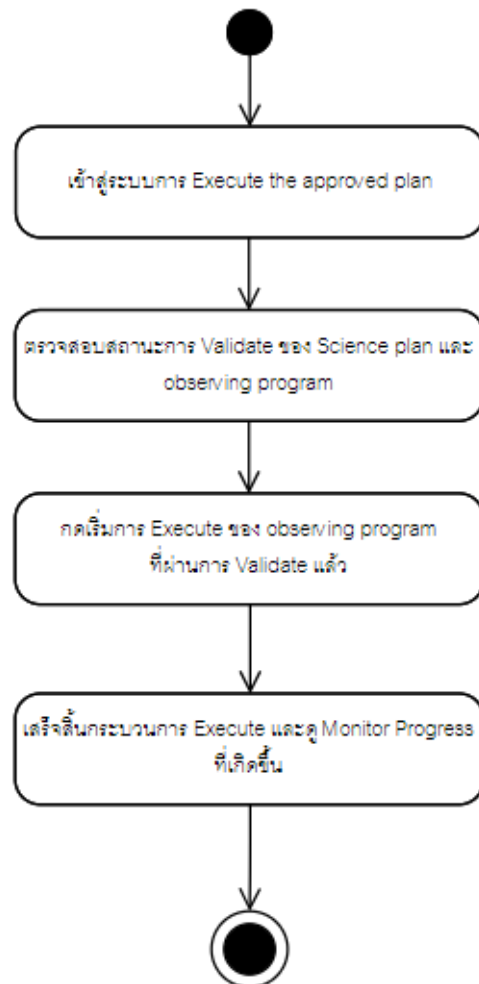 เข้าสู่ระบบการ Execute the approved plan
ตรวจสอบสถานะการ Validate ของ Science plan และ
observing program
กดเริ่มการ Execute ของ observing program
ที่ผ่านการ Validate แล้ว
เสร็จสิ้นกระบวนการ Execute และดู Monitor Progress
ที่เกิดขึ้น